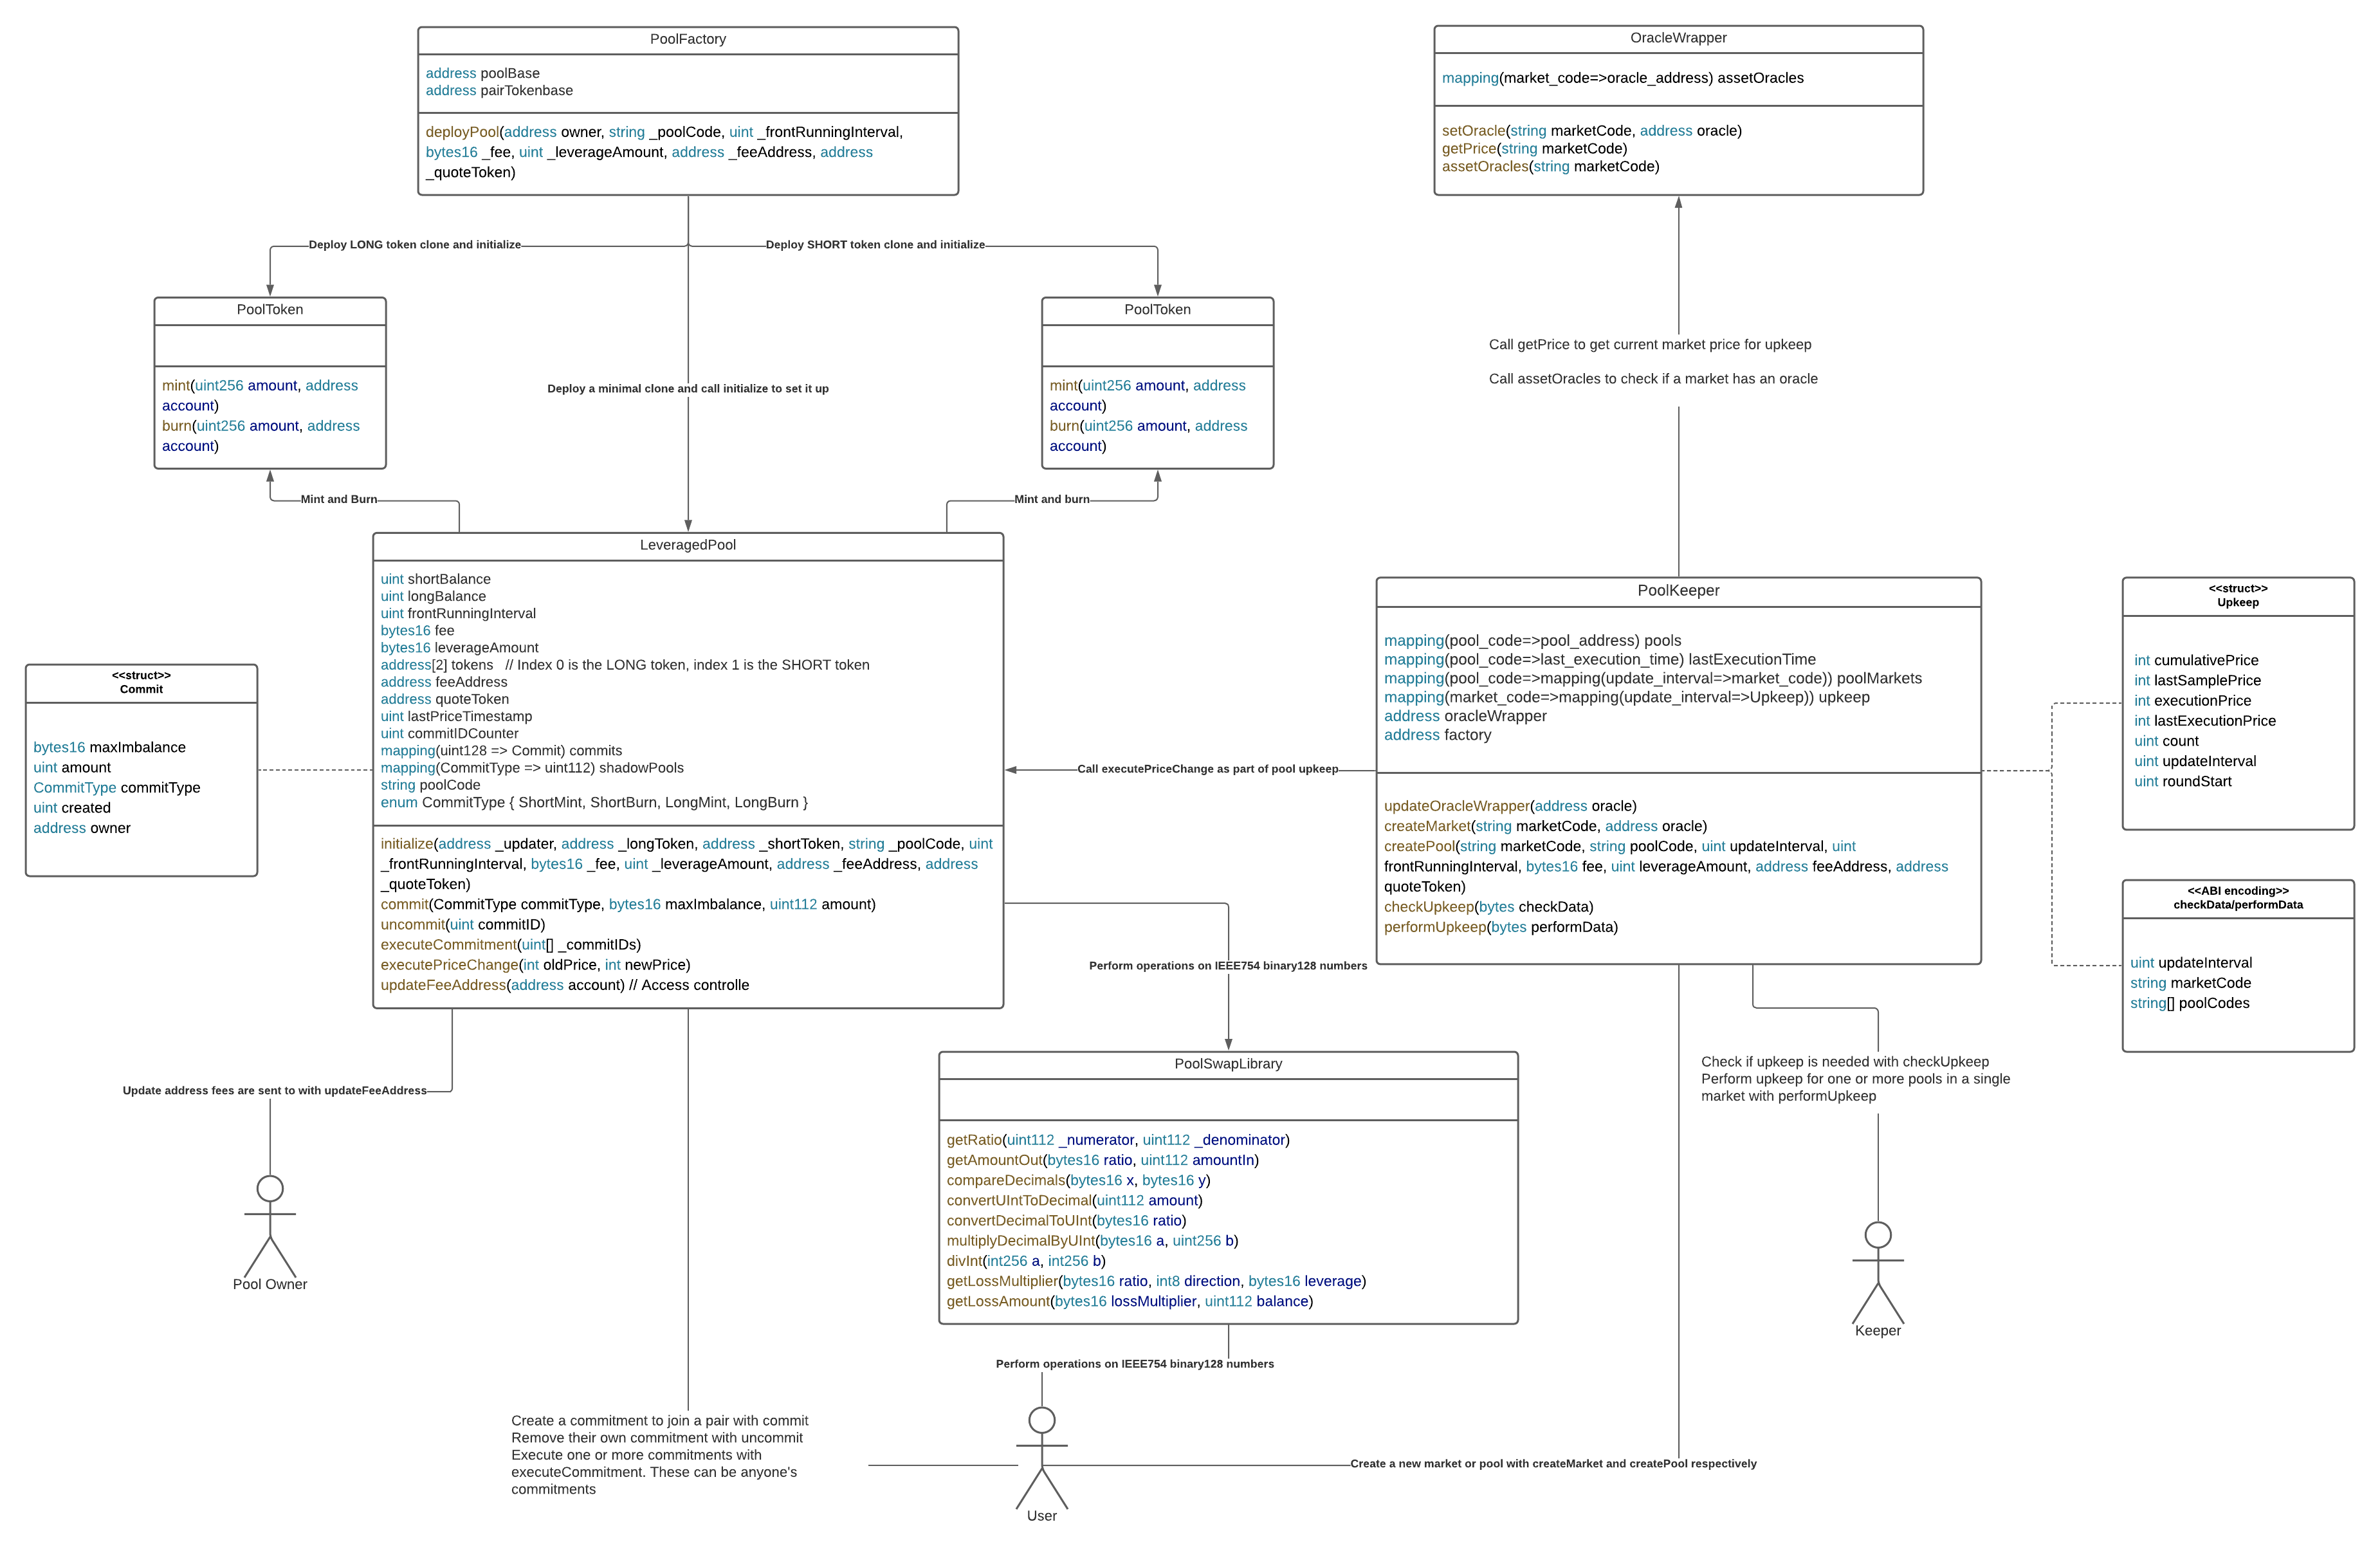 PoolFactory
address poolBase
address pairTokenbase
deployPool(address owner, string _poolCode, uint _frontRunningInterval,
bytes16 _fee, uint _leverageAmount, address _feeAddress, address
_quoteToken)
OracleWrapper
mapping(market_code=>oracle_address) assetOracles
setOracle(string marketCode, address oracle)
getPrice(string marketCode)
assetOracles(string marketCode)
Deploy LONG token clone and initialize
Deploy SHORT token clone and initialize
PoolToken
mint(uint256 amount, address
account)
burn(uint256 amount, address
account)
Deploy a minimal clone and call initialize to set it up
PoolToken
mint(uint256 amount, address
account)
burn(uint256 amount, address
account)
Call getPrice to get current market price for upkeep
Call assetOracles to check if a market has an oracle
Mint and Burn
Mint and burn
LeveragedPool
uint shortBalance
uint longBalance
uint frontRunningInterval
bytes16 fee
bytes16 leverageAmount
address[2] tokens   // Index 0 is the LONG token, index 1 is the SHORT token
address feeAddress
address quoteToken
uint lastPriceTimestamp
uint commitIDCounter
mapping(uint128 => Commit) commits
mapping(CommitType => uint112) shadowPools
string poolCode
enum CommitType { ShortMint, ShortBurn, LongMint, LongBurn }
initialize(address _updater, address _longToken, address _shortToken, string _poolCode, uint
_frontRunningInterval, bytes16 _fee, uint _leverageAmount, address _feeAddress, address
_quoteToken)
commit(CommitType commitType, bytes16 maxImbalance, uint112 amount)
uncommit(uint commitID)
executeCommitment(uint[] _commitIDs)
executePriceChange(int oldPrice, int newPrice)
updateFeeAddress(address account) // Access controlle
<<struct>>
Commit
bytes16 maxImbalance
uint amount
CommitType commitType
uint created
address owner
Call executePriceChange as part of pool upkeep
PoolKeeper
mapping(pool_code=>pool_address) pools
mapping(pool_code=>last_execution_time) lastExecutionTime
mapping(pool_code=>mapping(update_interval=>market_code)) poolMarkets
mapping(market_code=>mapping(update_interval=>Upkeep)) upkeep
address oracleWrapper
address factory
updateOracleWrapper(address oracle)
createMarket(string marketCode, address oracle)
createPool(string marketCode, string poolCode, uint updateInterval, uint
frontRunningInterval, bytes16 fee, uint leverageAmount, address feeAddress, address
quoteToken)
checkUpkeep(bytes checkData)
performUpkeep(bytes performData)
<<struct>>
Upkeep
int cumulativePrice
int lastSamplePrice
int executionPrice
int lastExecutionPrice
uint count
uint updateInterval
uint roundStart
<<ABI encoding>>
checkData/performData
uint updateInterval
string marketCode
string[] poolCodes
Perform operations on IEEE754 binary128 numbers
PoolSwapLibrary
getRatio(uint112 _numerator, uint112 _denominator)
getAmountOut(bytes16 ratio, uint112 amountIn)
compareDecimals(bytes16 x, bytes16 y)
convertUIntToDecimal(uint112 amount)
convertDecimalToUInt(bytes16 ratio)
multiplyDecimalByUInt(bytes16 a, uint256 b)
divInt(int256 a, int256 b)
getLossMultiplier(bytes16 ratio, int8 direction, bytes16 leverage)
getLossAmount(bytes16 lossMultiplier, uint112 balance)
Update address fees are sent to with updateFeeAddress
Pool Owner
Check if upkeep is needed with checkUpkeep
Perform upkeep for one or more pools in a single
market with performUpkeep
Keeper
Perform operations on IEEE754 binary128 numbers
Create a commitment to join a pair with commit
Remove their own commitment with uncommit
Execute one or more commitments with
executeCommitment. These can be anyone's
commitments
Create a new market or pool with createMarket and createPool respectively
User